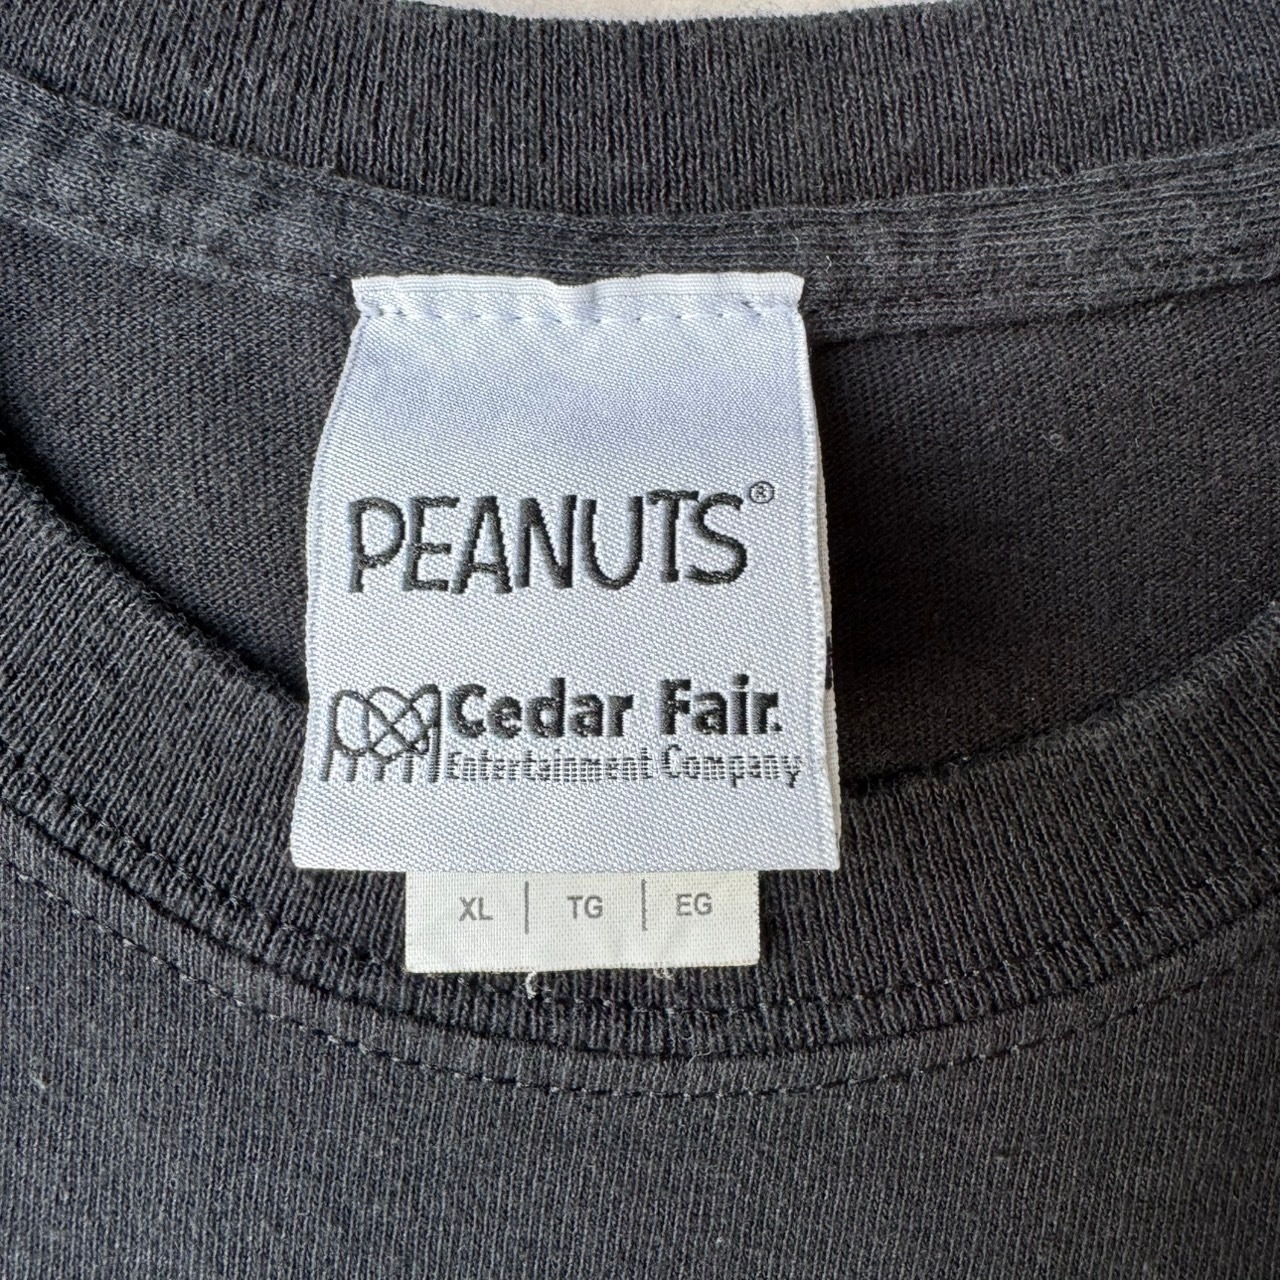 PEANUTS®
Cedar Fair.
Entertainment Company
XL | TG | EG